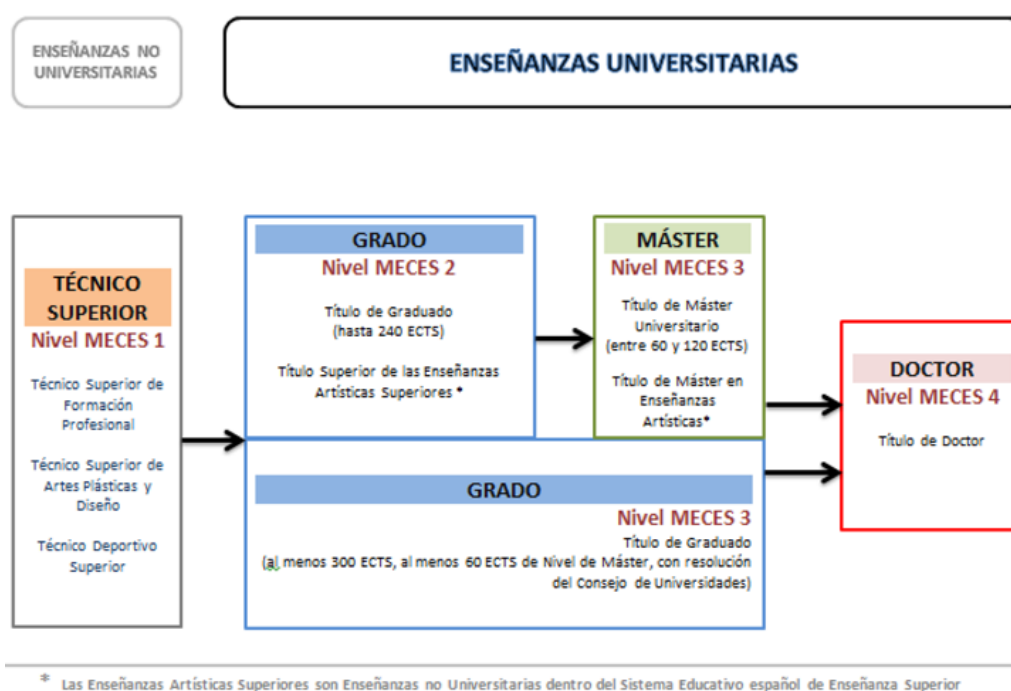 ENSEÑANZAS NO
UNIVERSITARIAS
ENSEÑANZAS UNIVERSITARIAS
TÉCNICO
SUPERIOR
Nivel MECES 1
Técnico Superior de
Formación
Profesional
Técnico Superior de
Artes Plásticas y
Diseño
Técnico Deportivo
Superior
GRADO
Nivel MECES 2
Título de Graduado
(hasta 240 ECTS)
Título Superior de las Enseñanzas
Artísticas Superiores *
MÁSTER
Nivel MECES 3
Título de Máster
Universitario
(entre 60 y 120 ECTS)
Título de Máster en
Enseñanzas
Artísticas*
GRADO
Nivel MECES 3
Título de Graduado
(al menos 300 ECTS, al menos 60 ECTS de Nivel de Máster, con resolución
del Consejo de Universidades)
DOCTOR
Nivel MECES 4
Título de Doctor
* Las Enseñanzas Artísticas Superiores son Enseñanzas no Universitarias dentro del Sistema Educativo español de Enseñanza Superior